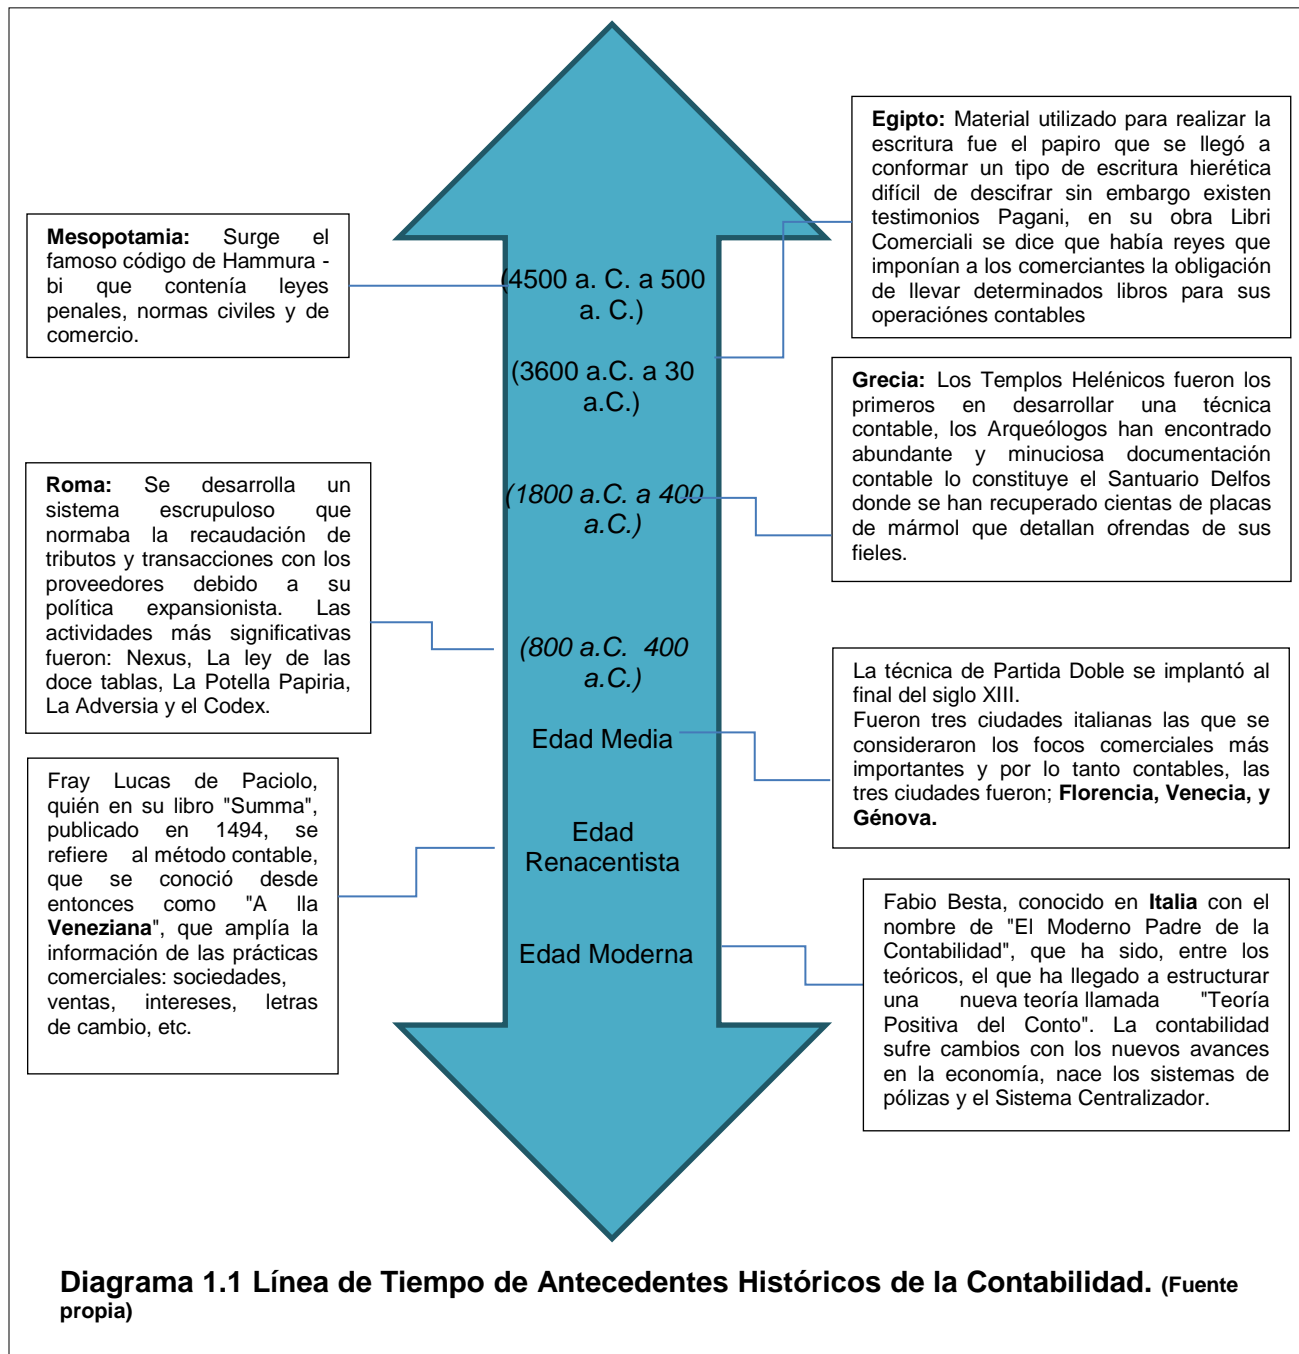 Egipto: Material utilizado para realizar la
escritura fue el papiro que se llegó a
conformar un tipo de escritura hierética
difícil de descifrar sin embargo existen
testimonios Pagani, en su obra Libri
Comerciali se dice que había reyes que
imponían a los comerciantes la obligación
de llevar determinados libros para sus
operaciónes contables
Mesopotamia: Surge el
famoso código de Hammura -
bi que contenía leyes
penales, normas civiles y de
comercio.
(4500 a. C. a 500
a. C.)
(3600 a.C. a 30
a.C.)
Grecia: Los Templos Helénicos fueron los
primeros en desarrollar una técnica
contable, los Arqueólogos han encontrado
abundante y minuciosa documentación
contable lo constituye el Santuario Delfos
donde se han recuperado cientas de placas
de mármol que detallan ofrendas de sus
fieles.
(1800 a.C. a 400
a.C.)
Roma: Se desarrolla un
sistema escrupuloso que
normaba la recaudación de
tributos y transacciones con los
proveedores debido a su
política expansionista. Las
actividades más significativas
fueron: Nexus, La ley de las
doce tablas, La Potella Papiria,
La Adversia y el Codex.
(800 a.C. 400
a.C.)
La técnica de Partida Doble se implantó al
final del siglo XIII.
Fueron tres ciudades italianas las que se
consideraron los focos comerciales más
importantes y por lo tanto contables, las
tres ciudades fueron; Florencia, Venecia, y
Génova.
Edad Media
Fray Lucas de Paciolo,
quién en su libro "Summa",
publicado en 1494, se
refiere al método contable,
que se conoció desde
entonces como "A lla
Veneziana", que amplía la
información de las prácticas
comerciales: sociedades,
ventas, intereses, letras
de cambio, etc.
Edad
Renacentista
Edad Moderna
Fabio Besta, conocido en Italia con el
nombre de "El Moderno Padre de la
Contabilidad", que ha sido, entre los
teóricos, el que ha llegado a estructurar
una nueva teoría llamada "Teoría
Positiva del Conto". La contabilidad
sufre cambios con los nuevos avances
en la economía, nace los sistemas de
pólizas y el Sistema Centralizador.
Diagrama 1.1 Línea de Tiempo de Antecedentes Históricos de la Contabilidad. (Fuente
propia)